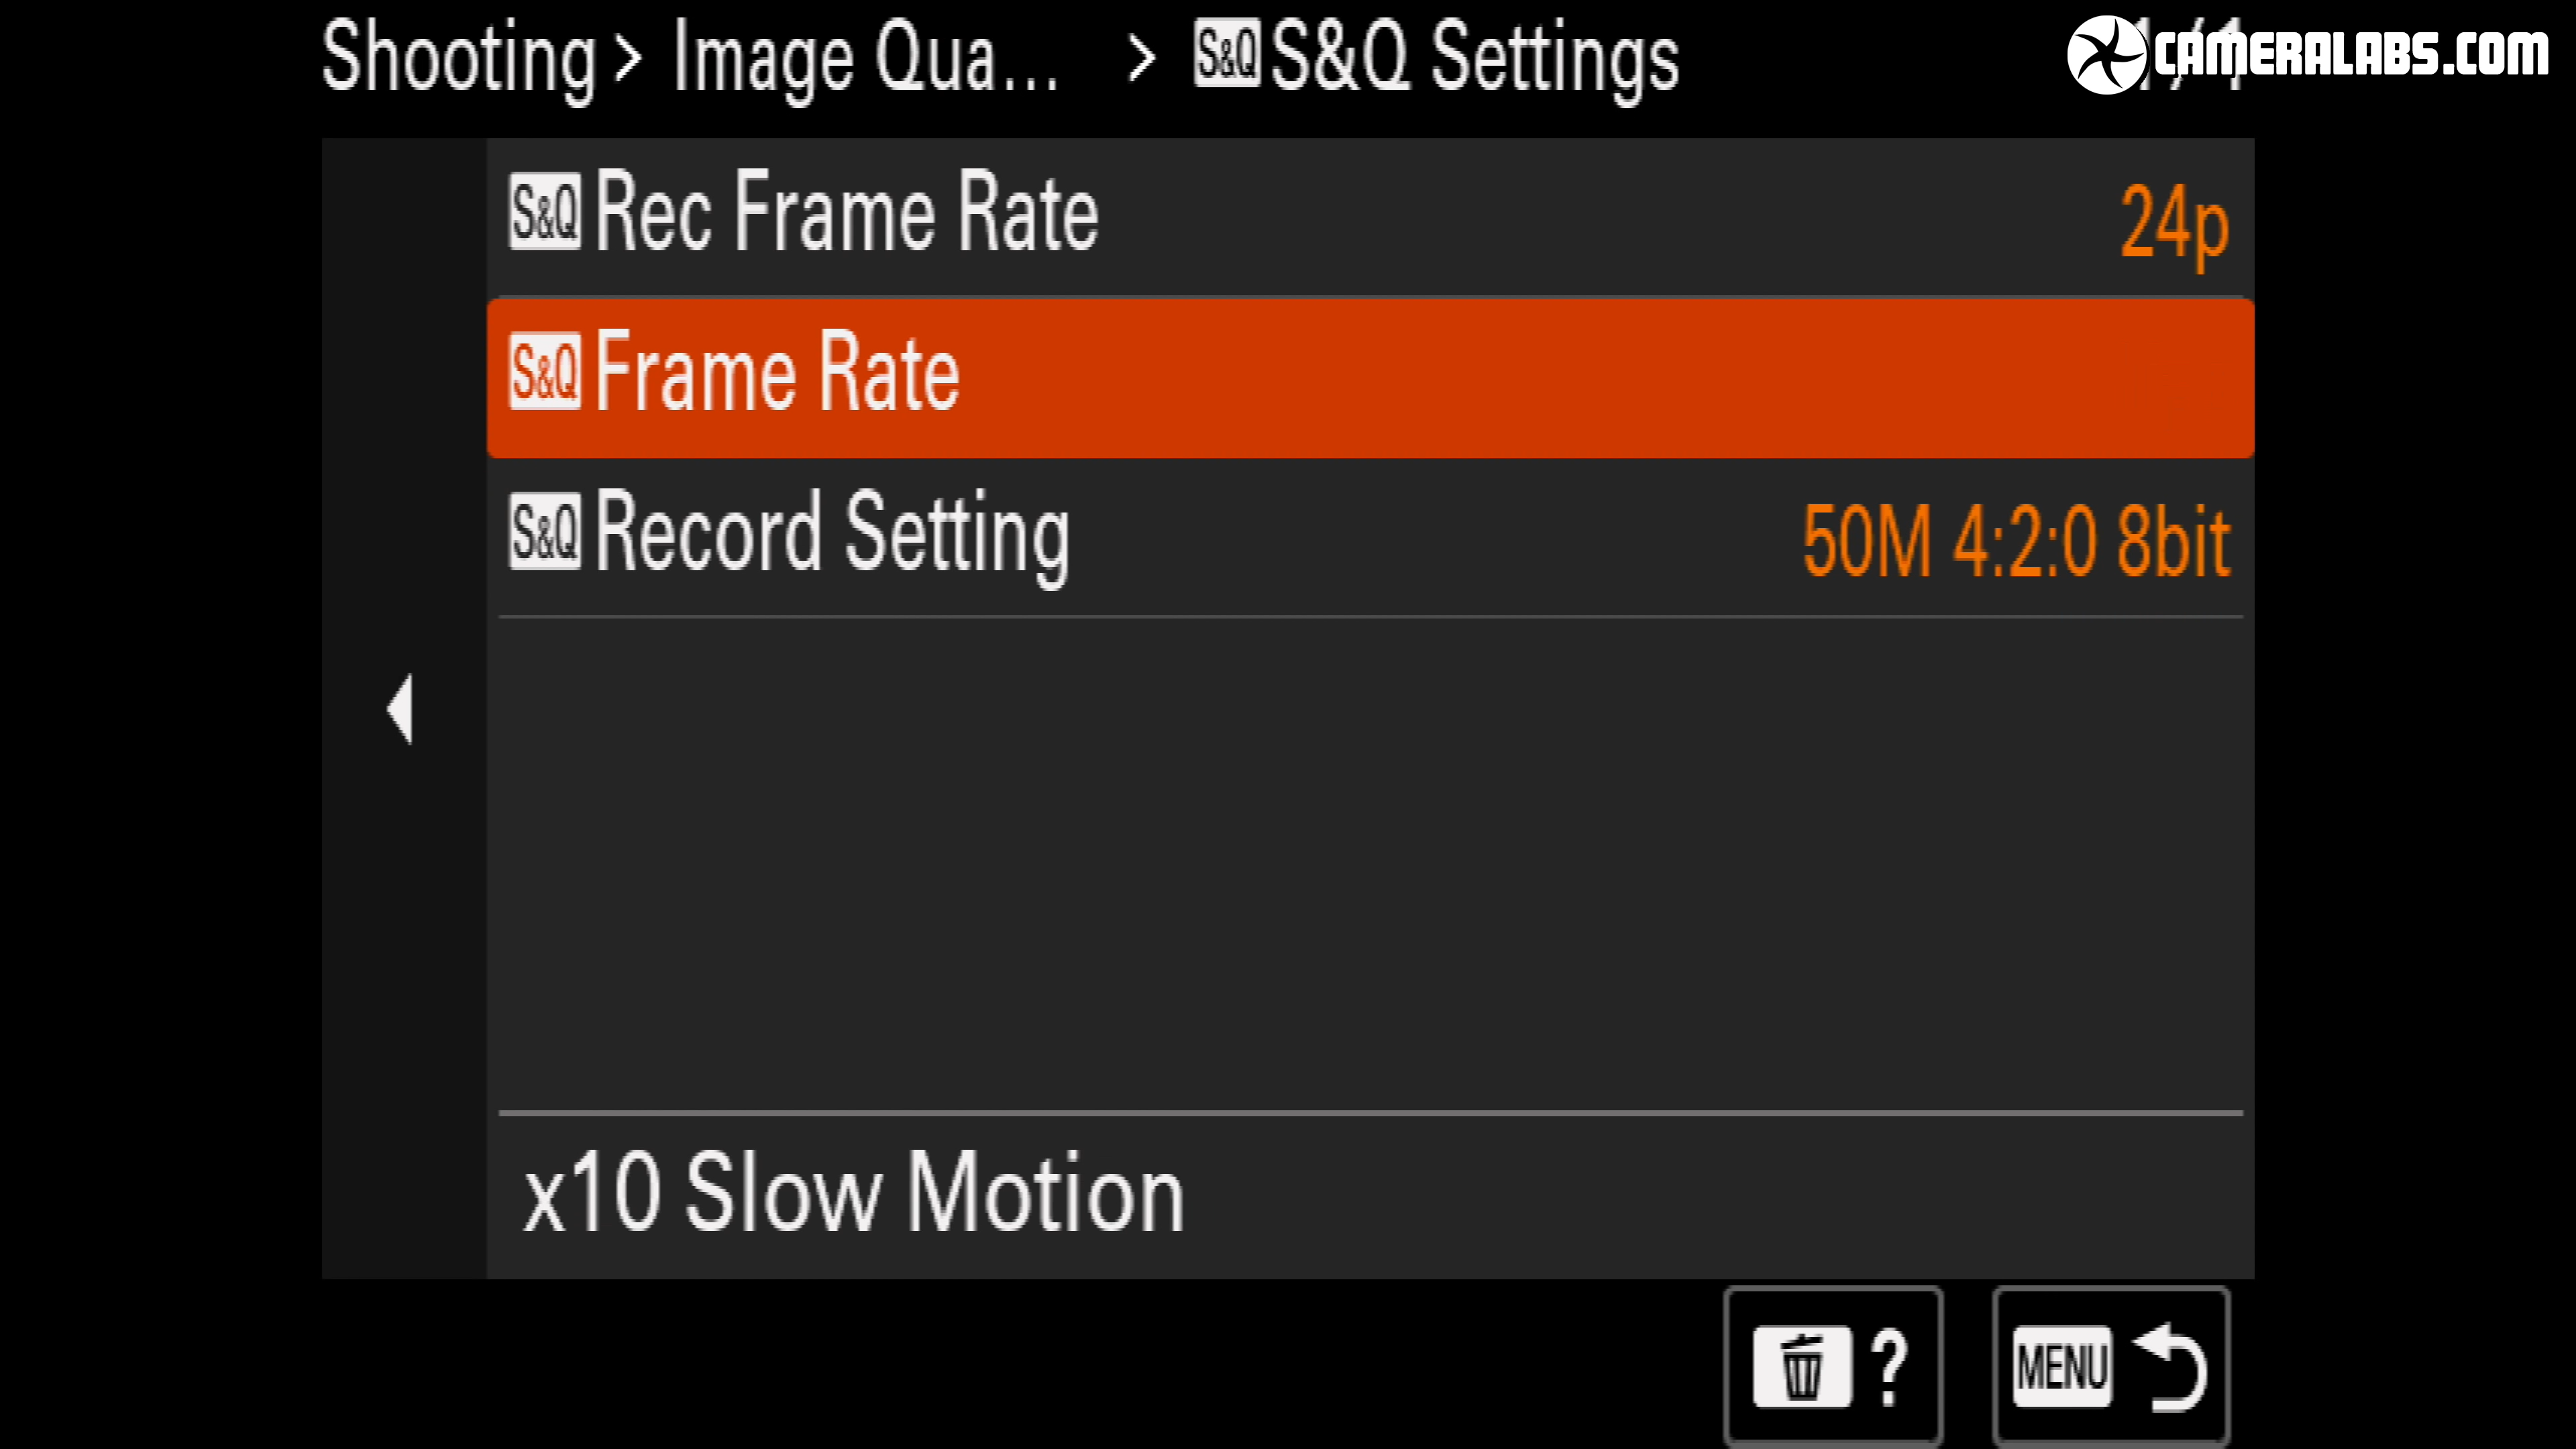 Shooting > Image Qua... > S&Q S&Q Settings
CAMERALABS.COM
S&Q Rec Frame Rate 24p
S&Q Frame Rate
S&Q Record Setting 50M 4:2:0 8bit
x10 Slow Motion
?
MENU